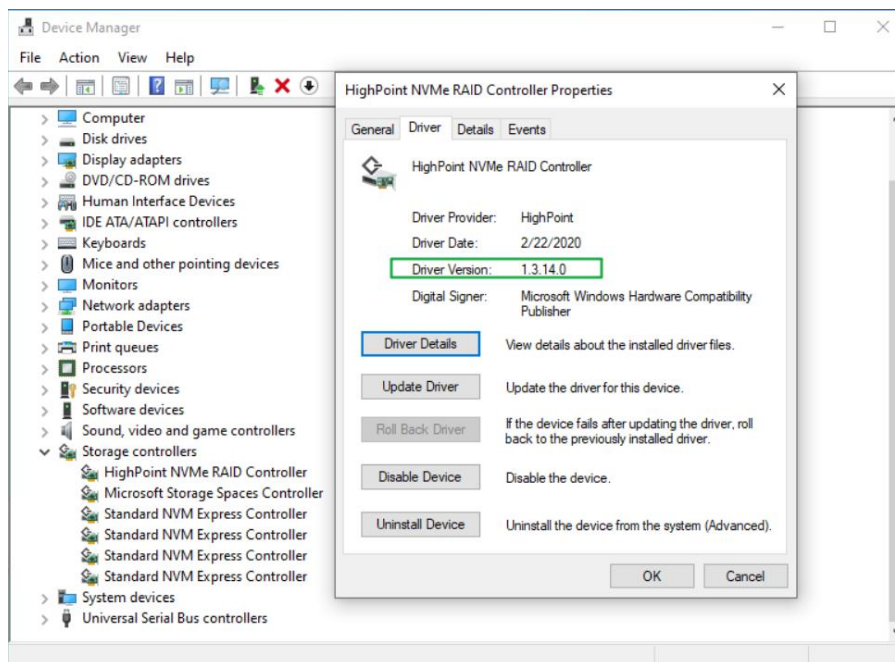 Device Manager
File Action View Help
Computer
Disk drives
Display adapters
DVD/CD-ROM drives
Human Interface Devices
IDE ATA/ATAPI controllers
Keyboards
Mice and other pointing devices
Monitors
Network adapters
Portable Devices
Print queues
Processors
Security devices
Software devices
Sound, video and game controllers
Storage controllers
HighPoint NVMe RAID Controller
Microsoft Storage Spaces Controller
Standard NVM Express Controller
Standard NVM Express Controller
Standard NVM Express Controller
Standard NVM Express Controller
System devices
Universal Serial Bus controllers
HighPoint NVMe RAID Controller Properties
General Driver Details Events
HighPoint NVMe RAID Controller
Driver Provider: HighPoint
Driver Date: 2/22/2020
Driver Version: 1.3.14.0
Digital Signer: Microsoft Windows Hardware Compatibility
Publisher
Driver Details View details about the installed driver files.
Update Driver Update the driver for this device.
Roll Back Driver If the device fails after updating the driver, roll
back to the previously installed driver.
Disable Device Disable the device.
Uninstall Device Uninstall the device from the system (Advanced).
OK Cancel